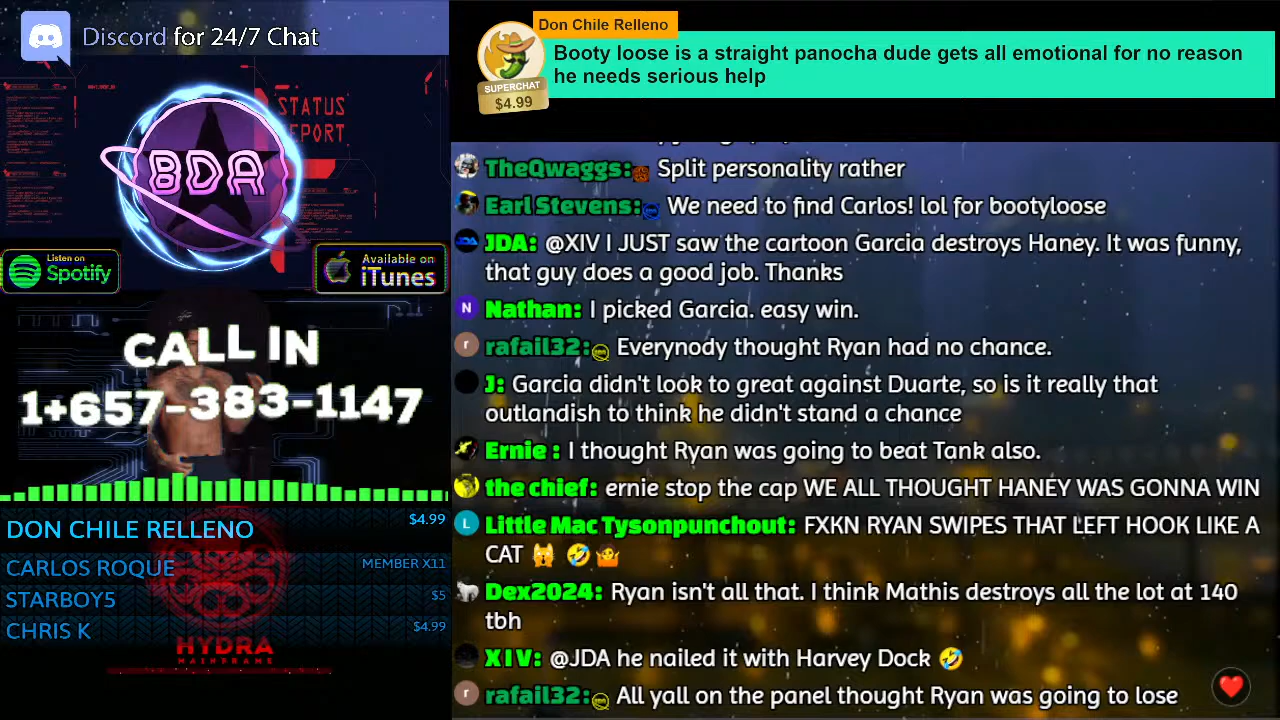 Discord for 24/7 Chat
STATUS
REPORT
BDA
Listen on
Spotify
Available on
iTunes
CALL IN
1+657-383-1147
DON CHILE RELLENO $4.99
CARLOS ROQUE MEMBER X11
STARBOY5 $5
CHRIS K $4.99
HYDRA
MAINFRAME
Don Chile Relleno
SUPERCHAT
$4.99
Booty loose is a straight panocha dude gets all emotional for no reason
he needs serious help
TheQwaggs: Split personality rather
Earl Stevens: We need to find Carlos! lol for bootyloose
JDA: @XIV I JUST saw the cartoon Garcia destroys Haney. It was funny,
that guy does a good job. Thanks
N Nathan: I picked Garcia. easy win.
r rafail32: Everynody thought Ryan had no chance.
J: Garcia didn't look to great against Duarte, so is it really that
outlandish to think he didn't stand a chance
Ernie : I thought Ryan was going to beat Tank also.
the chief: ernie stop the cap WE ALL THOUGHT HANEY WAS GONNA WIN
L Little Mac Tysonpunchout: FXKN RYAN SWIPES THAT LEFT HOOK LIKE A
CAT 🙀 🤣 🤷
Dex2024: Ryan isn't all that. I think Mathis destroys all the lot at 140
tbh
X I V: @JDA he nailed it with Harvey Dock 🤣
r rafail32: All yall on the panel thought Ryan was going to lose